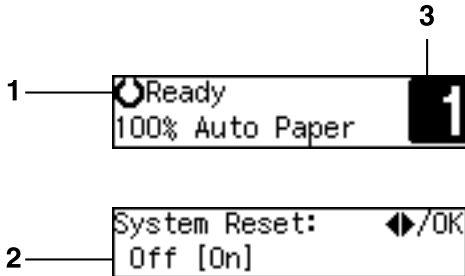 3
1
Ready
100% Auto Paper
1
System Reset: ◀▶/OK
2
Off [On]